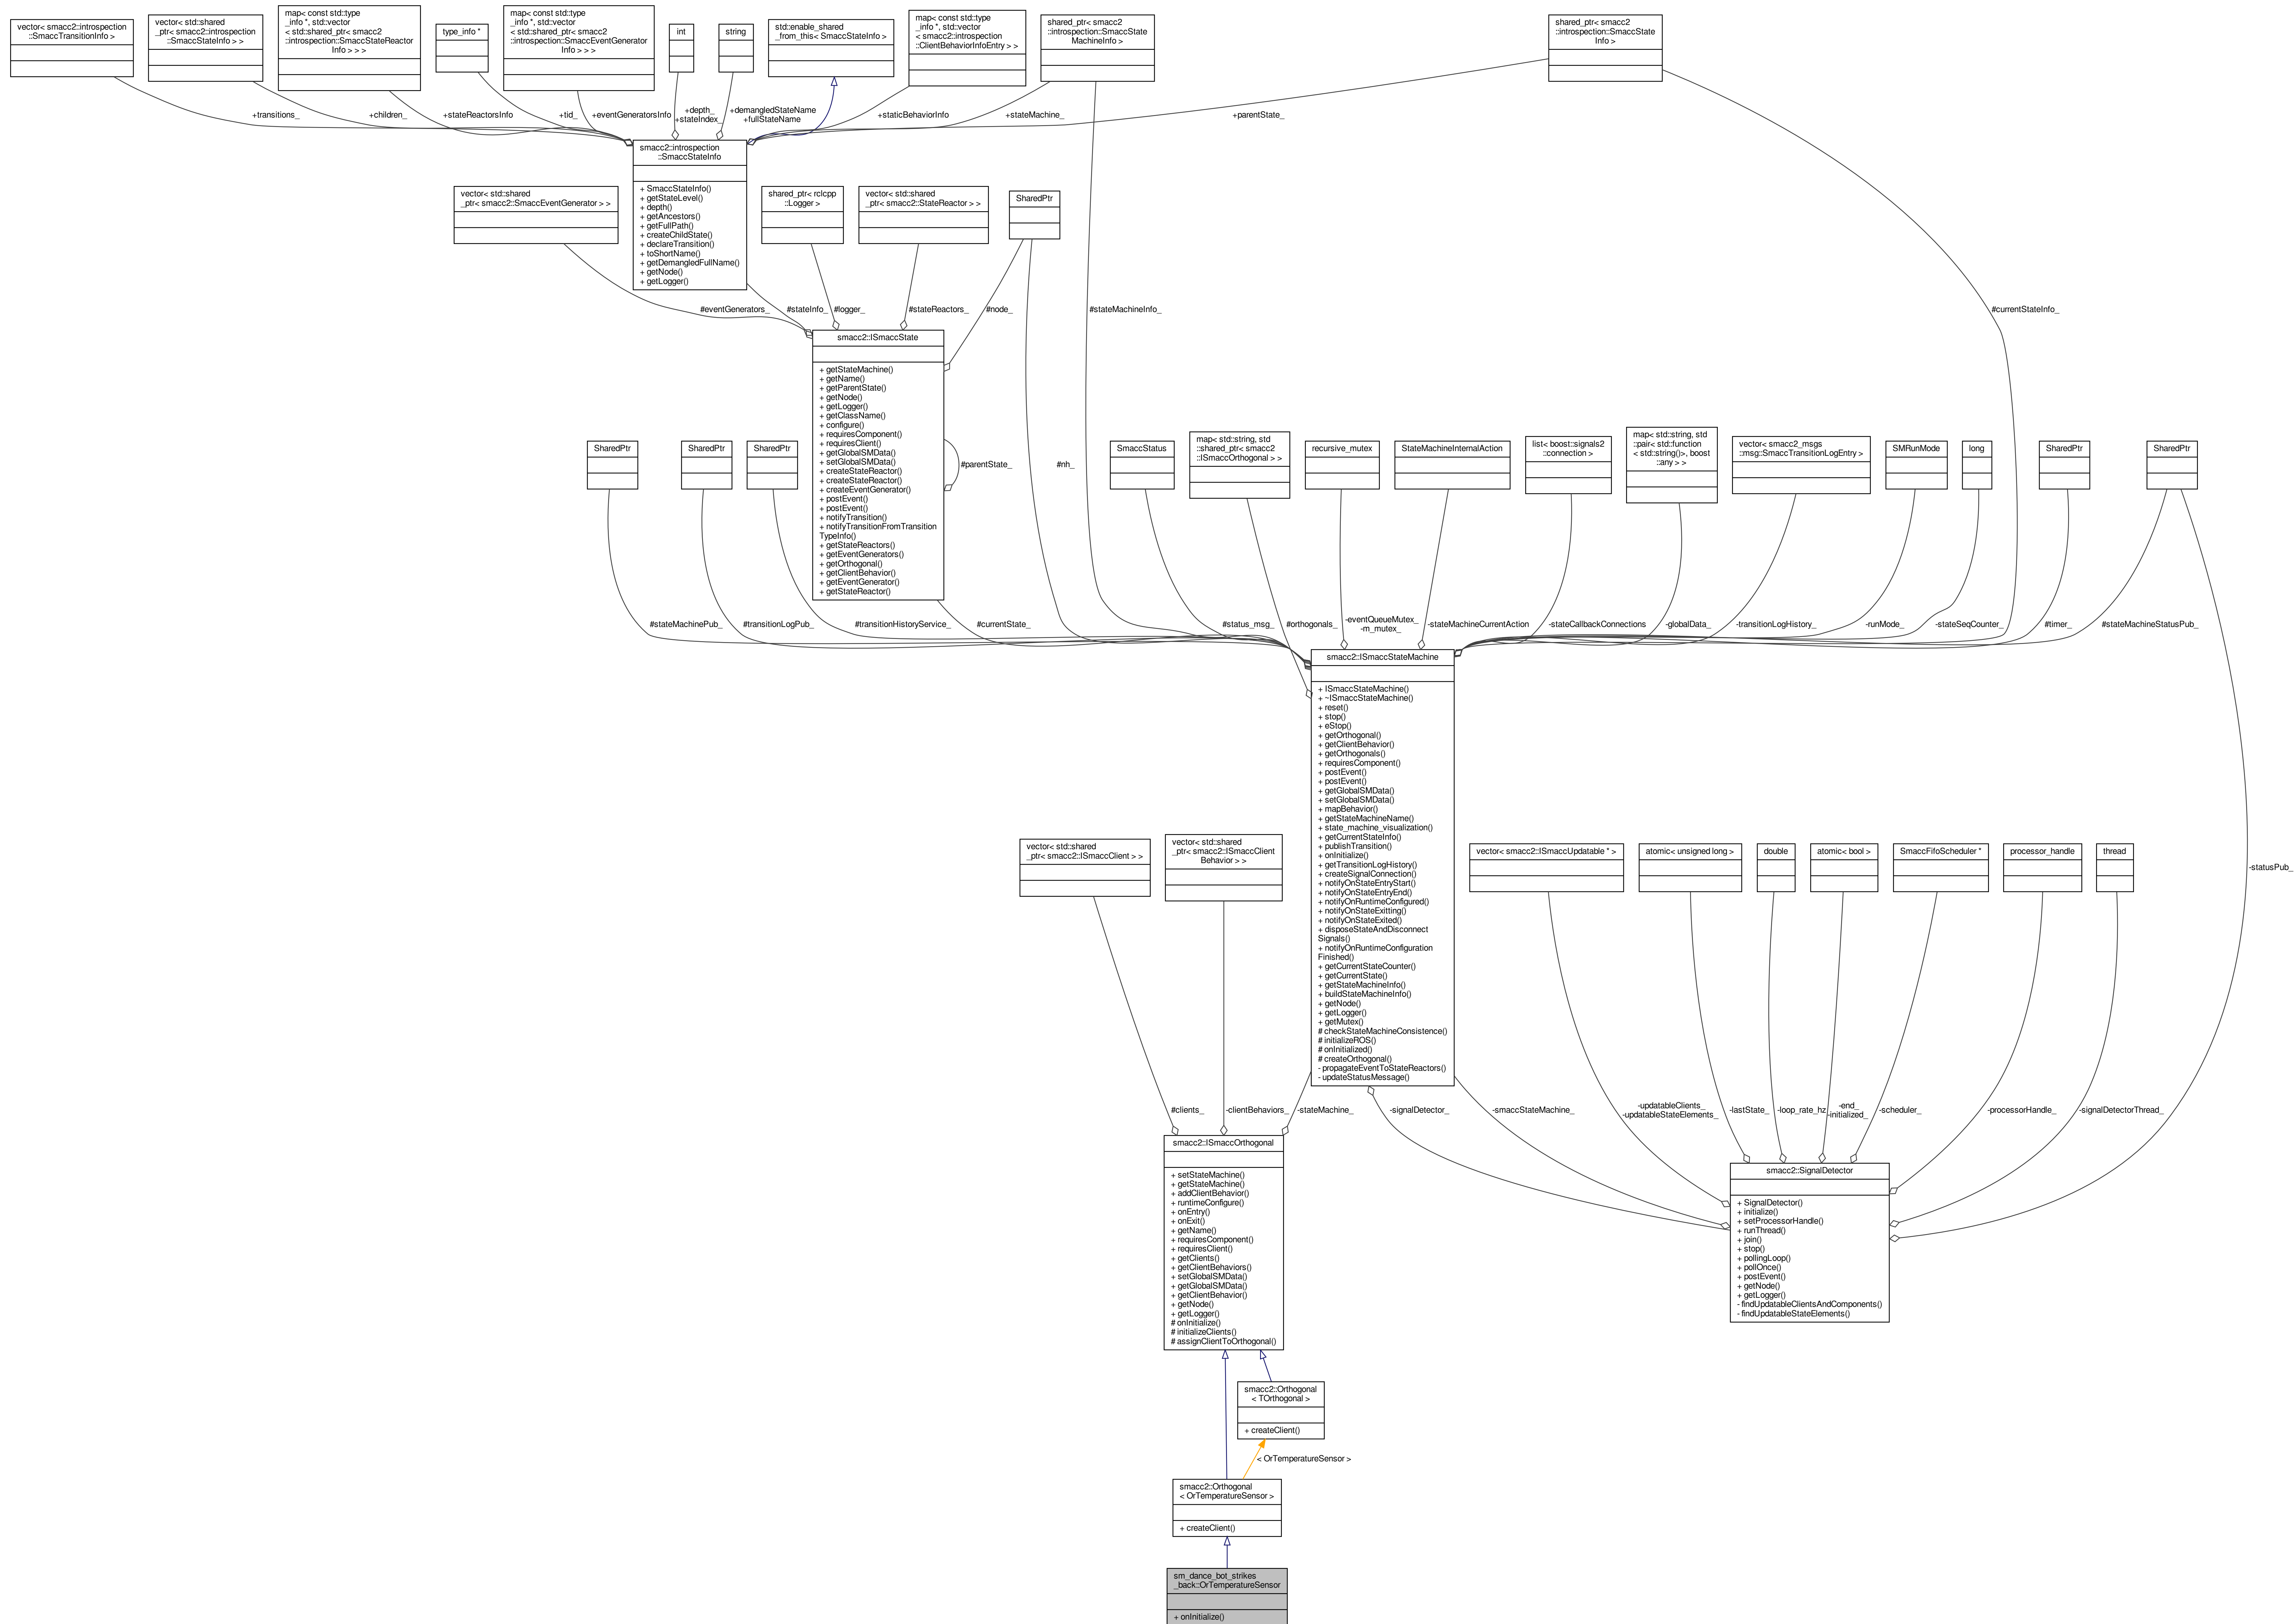 vector< smacc2::introspection
::SmaccTransitionInfo >
vector< std::shared
_ptr< smacc2::introspection
::SmaccStateInfo > >
map< const std::type
_info *, std::vector
< std::shared_ptr< smacc2
::introspection::SmaccStateReactor
Info > > >
type_info *
map< const std::type
_info *, std::vector
< std::shared_ptr< smacc2
::introspection::SmaccEventGenerator
Info > > >
int
string
std::enable_shared
_from_this< SmaccStateInfo >
map< const std::type
_info *, std::vector
< smacc2::introspection
::ClientBehaviorInfoEntry > >
shared_ptr< smacc2
::introspection::SmaccState
MachineInfo >
shared_ptr< smacc2
::introspection::SmaccState
Info >
+transitions_
+children_
+stateReactorsInfo
+tid_
+eventGeneratorsInfo
+depth_
+stateIndex_
+demangledStateName
+fullStateName
+staticBehaviorInfo
+stateMachine_
+parentState_
smacc2::introspection
::SmaccStateInfo
+ SmaccStateInfo()
+ getStateLevel()
+ depth()
+ getAncestors()
+ getFullPath()
+ createChildState()
+ declareTransition()
+ toShortName()
+ getDemangledFullName()
+ getNode()
+ getLogger()
vector< std::shared
_ptr< smacc2::SmaccEventGenerator > >
shared_ptr< rclcpp
::Logger >
vector< std::shared
_ptr< smacc2::StateReactor > >
SharedPtr
#eventGenerators_
#stateInfo_
#logger_
#stateReactors_
#node_
#stateMachineInfo_
#currentStateInfo_
smacc2::ISmaccState
+ getStateMachine()
+ getName()
+ getParentState()
+ getNode()
+ getLogger()
+ getClassName()
+ configure()
+ requiresComponent()
+ requiresClient()
+ getGlobalSMData()
+ setGlobalSMData()
+ createStateReactor()
+ createStateReactor()
+ createEventGenerator()
+ postEvent()
+ postEvent()
+ notifyTransition()
+ notifyTransitionFromTransition
TypeInfo()
+ getStateReactors()
+ getEventGenerators()
+ getOrthogonal()
+ getClientBehavior()
+ getEventGenerator()
+ getStateReactor()
#parentState_
#nh_
SharedPtr
SharedPtr
SharedPtr
SmaccStatus
map< std::string, std
::shared_ptr< smacc2
::ISmaccOrthogonal > >
recursive_mutex
StateMachineInternalAction
list< boost::signals2
::connection >
map< std::string, std
::pair< std::function
< std::string()>, boost
::any > >
vector< smacc2_msgs
::msg::SmaccTransitionLogEntry >
SMRunMode
long
SharedPtr
SharedPtr
#stateMachinePub_
#transitionLogPub_
#transitionHistoryService_
#currentState_
#status_msg_
#orthogonals_
-eventQueueMutex_
-m_mutex_
-stateMachineCurrentAction
-stateCallbackConnections
-globalData_
-transitionLogHistory_
-runMode_
-stateSeqCounter_
#timer_
#stateMachineStatusPub_
smacc2::ISmaccStateMachine
+ ISmaccStateMachine()
+ ~ISmaccStateMachine()
+ reset()
+ stop()
+ eStop()
+ getOrthogonal()
+ getClientBehavior()
+ getOrthogonals()
+ requiresComponent()
+ postEvent()
+ postEvent()
+ getGlobalSMData()
+ setGlobalSMData()
+ mapBehavior()
+ getStateMachineName()
+ state_machine_visualization()
+ getCurrentStateInfo()
+ publishTransition()
+ onInitialize()
+ getTransitionLogHistory()
+ createSignalConnection()
+ notifyOnStateEntryStart()
+ notifyOnStateEntryEnd()
+ notifyOnRuntimeConfigured()
+ notifyOnStateExitting()
+ notifyOnStateExited()
+ disposeStateAndDisconnect
Signals()
+ notifyOnRuntimeConfiguration
Finished()
+ getCurrentStateCounter()
+ getCurrentState()
+ getStateMachineInfo()
+ buildStateMachineInfo()
+ getNode()
+ getLogger()
+ getMutex()
# checkStateMachineConsistence()
# initializeROS()
# onInitialized()
# createOrthogonal()
- propagateEventToStateReactors()
- updateStatusMessage()
vector< std::shared
_ptr< smacc2::ISmaccClient > >
vector< std::shared
_ptr< smacc2::ISmaccClient
Behavior > >
vector< smacc2::ISmaccUpdatable * >
atomic< unsigned long >
double
atomic< bool >
SmaccFifoScheduler *
processor_handle
thread
-statusPub_
#clients_
-clientBehaviors_
-stateMachine_
-signalDetector_
-smaccStateMachine_
-updatableClients_
-updatableStateElements_
-lastState_
-loop_rate_hz
-end_
-initialized_
-scheduler_
-processorHandle_
-signalDetectorThread_
smacc2::ISmaccOrthogonal
+ setStateMachine()
+ getStateMachine()
+ addClientBehavior()
+ runtimeConfigure()
+ onEntry()
+ onExit()
+ getName()
+ requiresComponent()
+ requiresClient()
+ getClients()
+ getClientBehaviors()
+ setGlobalSMData()
+ getGlobalSMData()
+ getClientBehavior()
+ getNode()
+ getLogger()
# onInitialize()
# initializeClients()
# assignClientToOrthogonal()
smacc2::SignalDetector
+ SignalDetector()
+ initialize()
+ setProcessorHandle()
+ runThread()
+ join()
+ stop()
+ pollingLoop()
+ pollOnce()
+ postEvent()
+ getNode()
+ getLogger()
- findUpdatableClientsAndComponents()
- findUpdatableStateElements()
smacc2::Orthogonal
< TOrthogonal >
+ createClient()
< OrTemperatureSensor >
smacc2::Orthogonal
< OrTemperatureSensor >
+ createClient()
sm_dance_bot_strikes
_back::OrTemperatureSensor
+ onInitialize()